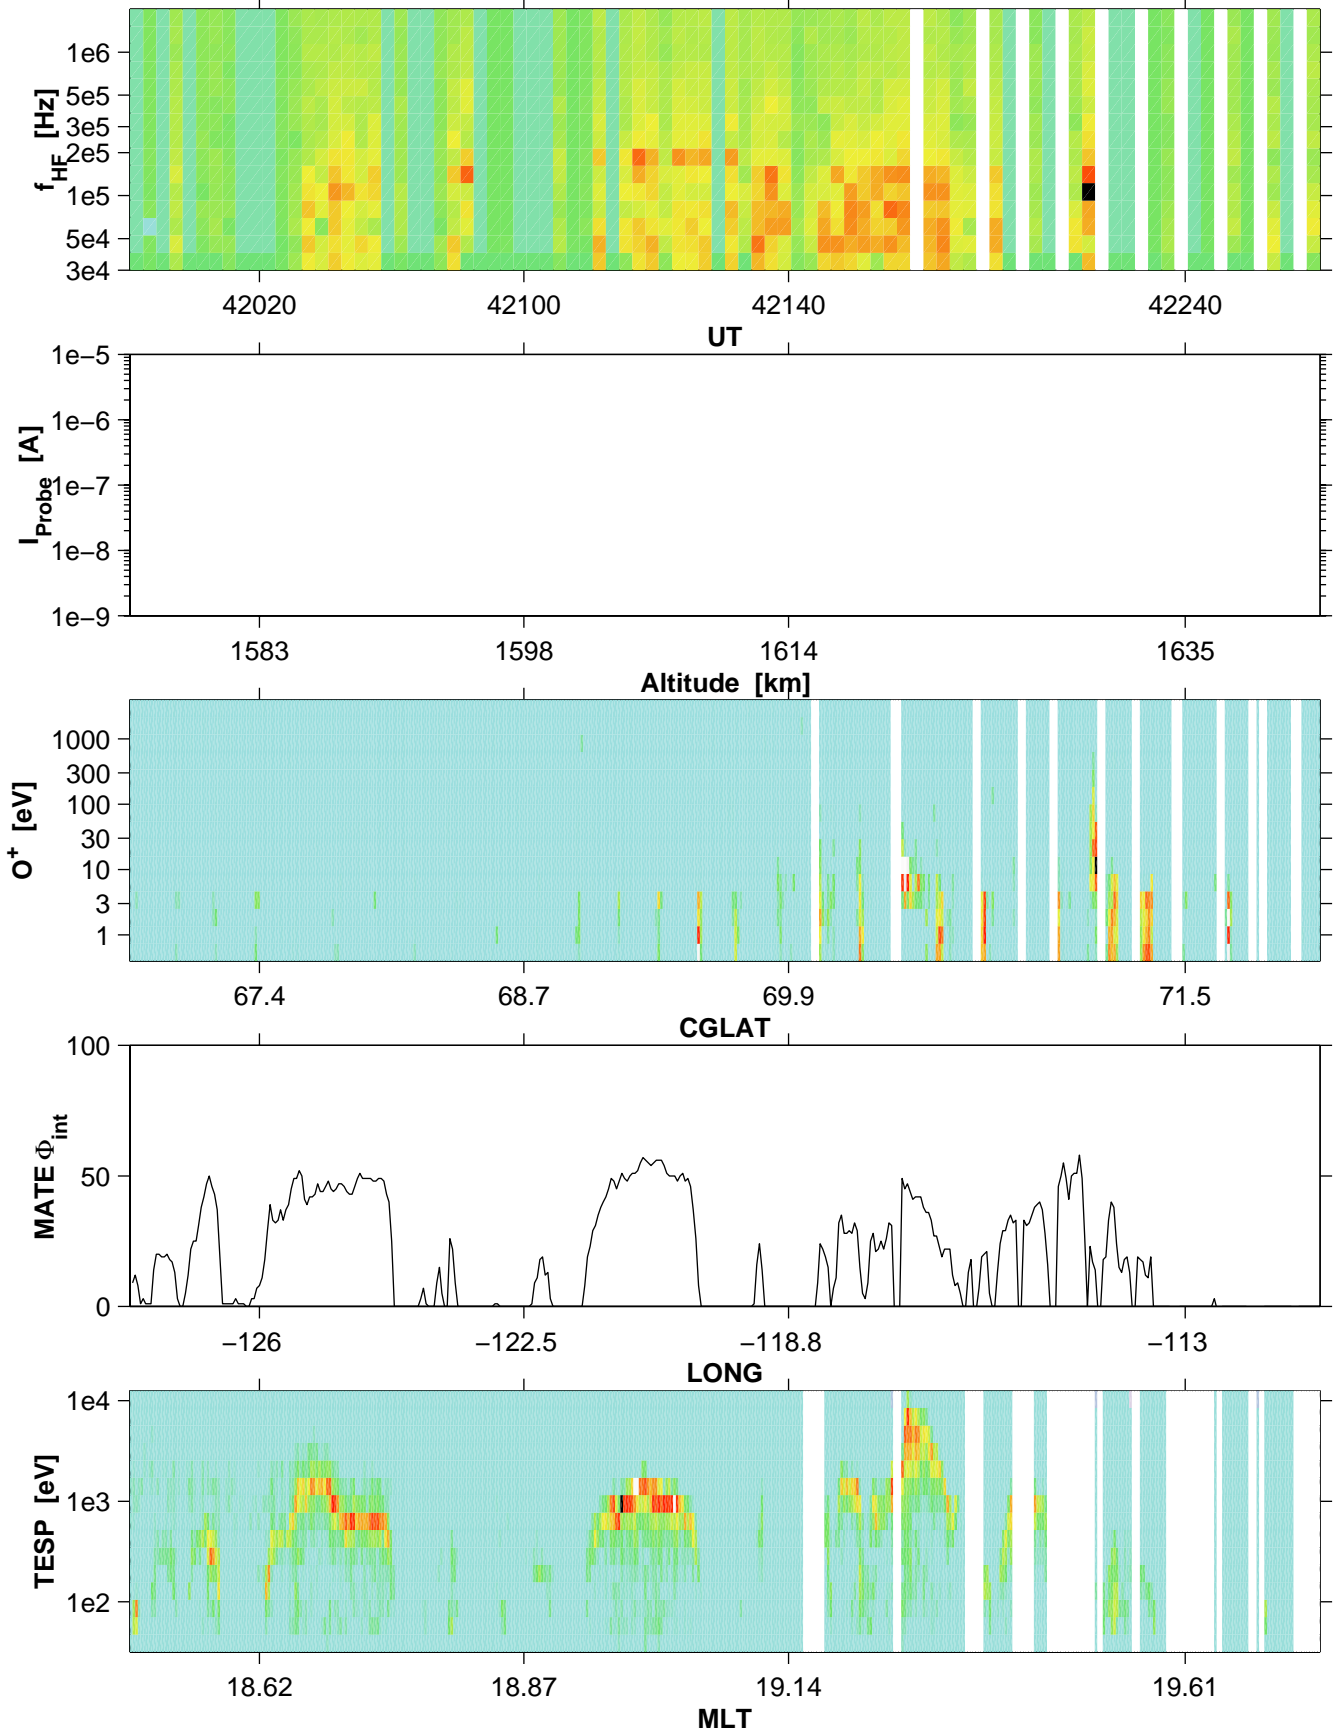 f_HF [Hz]
1e6
5e5
3e5
2e5
1e5
5e4
3e4
42020 42100 42140 42240
UT
I_Probe [A]
1e−5
1e−6
1e−7
1e−8
1e−9
1583 1598 1614 1635
Altitude [km]
O⁺ [eV]
1000
300
100
30
10
3
1
67.4 68.7 69.9 71.5
CGLAT
MATE Φ_int
100
50
0
−126 −122.5 −118.8 −113
LONG
TESP [eV]
1e4
1e3
1e2
18.62 18.87 19.14 19.61
MLT